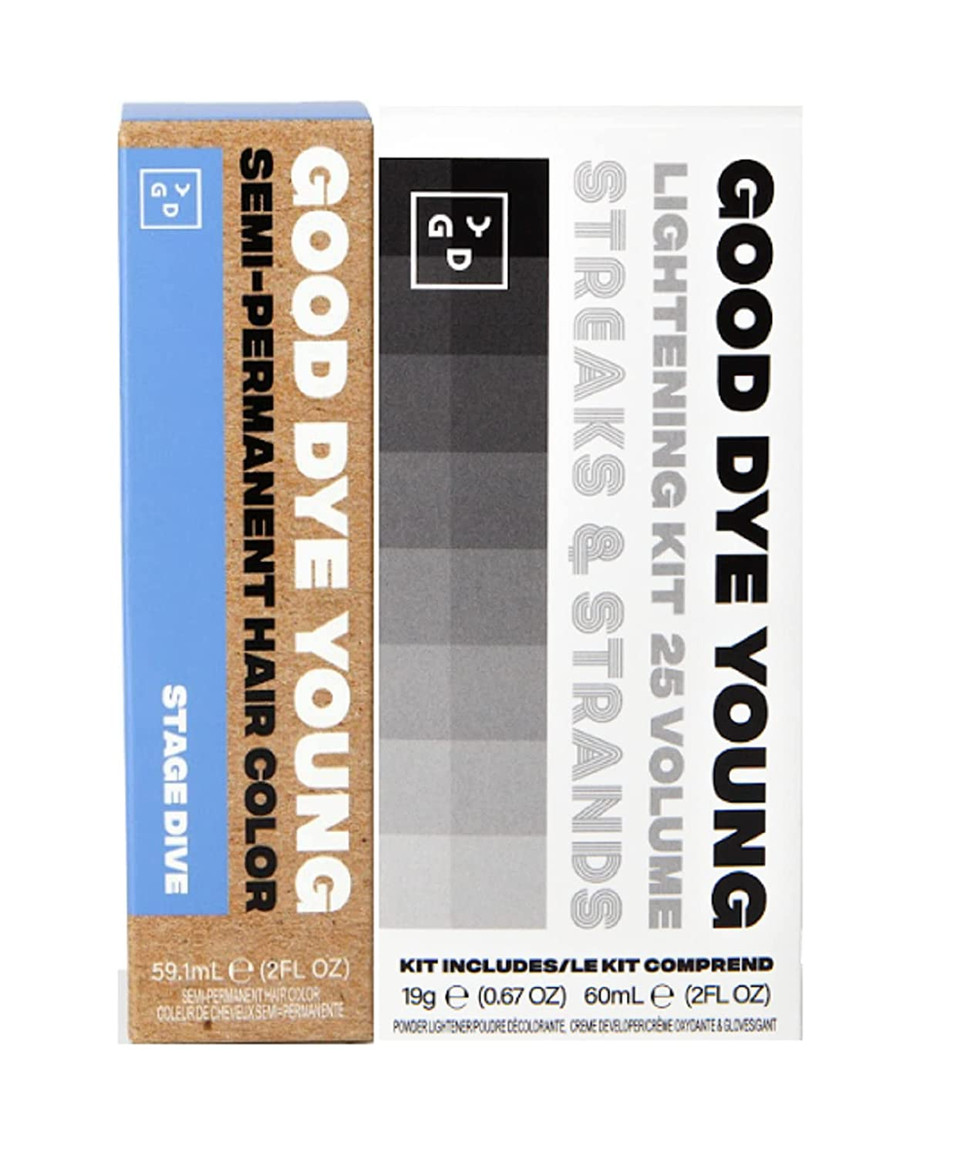 GOOD DYE YOUNG
SEMI-PERMANENT HAIR COLOR
Y
G D
STAGE DIVE
59.1mL ℮ (2FL OZ)
SEMI-PERMANENT HAIR COLOR
COLEUR DE CHEVEUX SEMI-PERMANENTE
GOOD DYE YOUNG
LIGHTENING KIT 25 VOLUME
STREAKS & STRANDS
Y
G D
KIT INCLUDES/LE KIT COMPREND
19g ℮ (0.67 OZ) 60mL ℮ (2FL OZ)
POWDER LIGHTENER/POUDRE DÉCOLORANTE, CREME DEVELOPER/CRÈME OXYDANTE & GLOVES/GANT